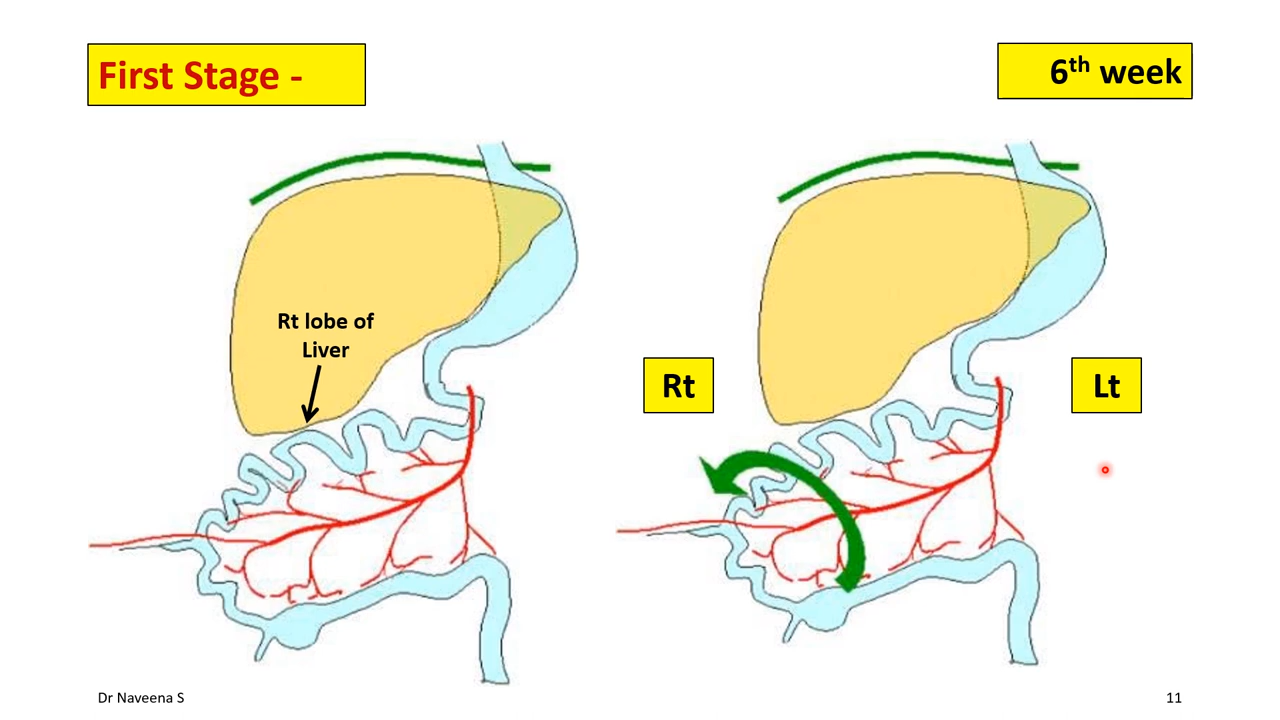 First Stage -
6th week
Rt lobe of
Liver
Rt
Lt
Dr Naveena S
11